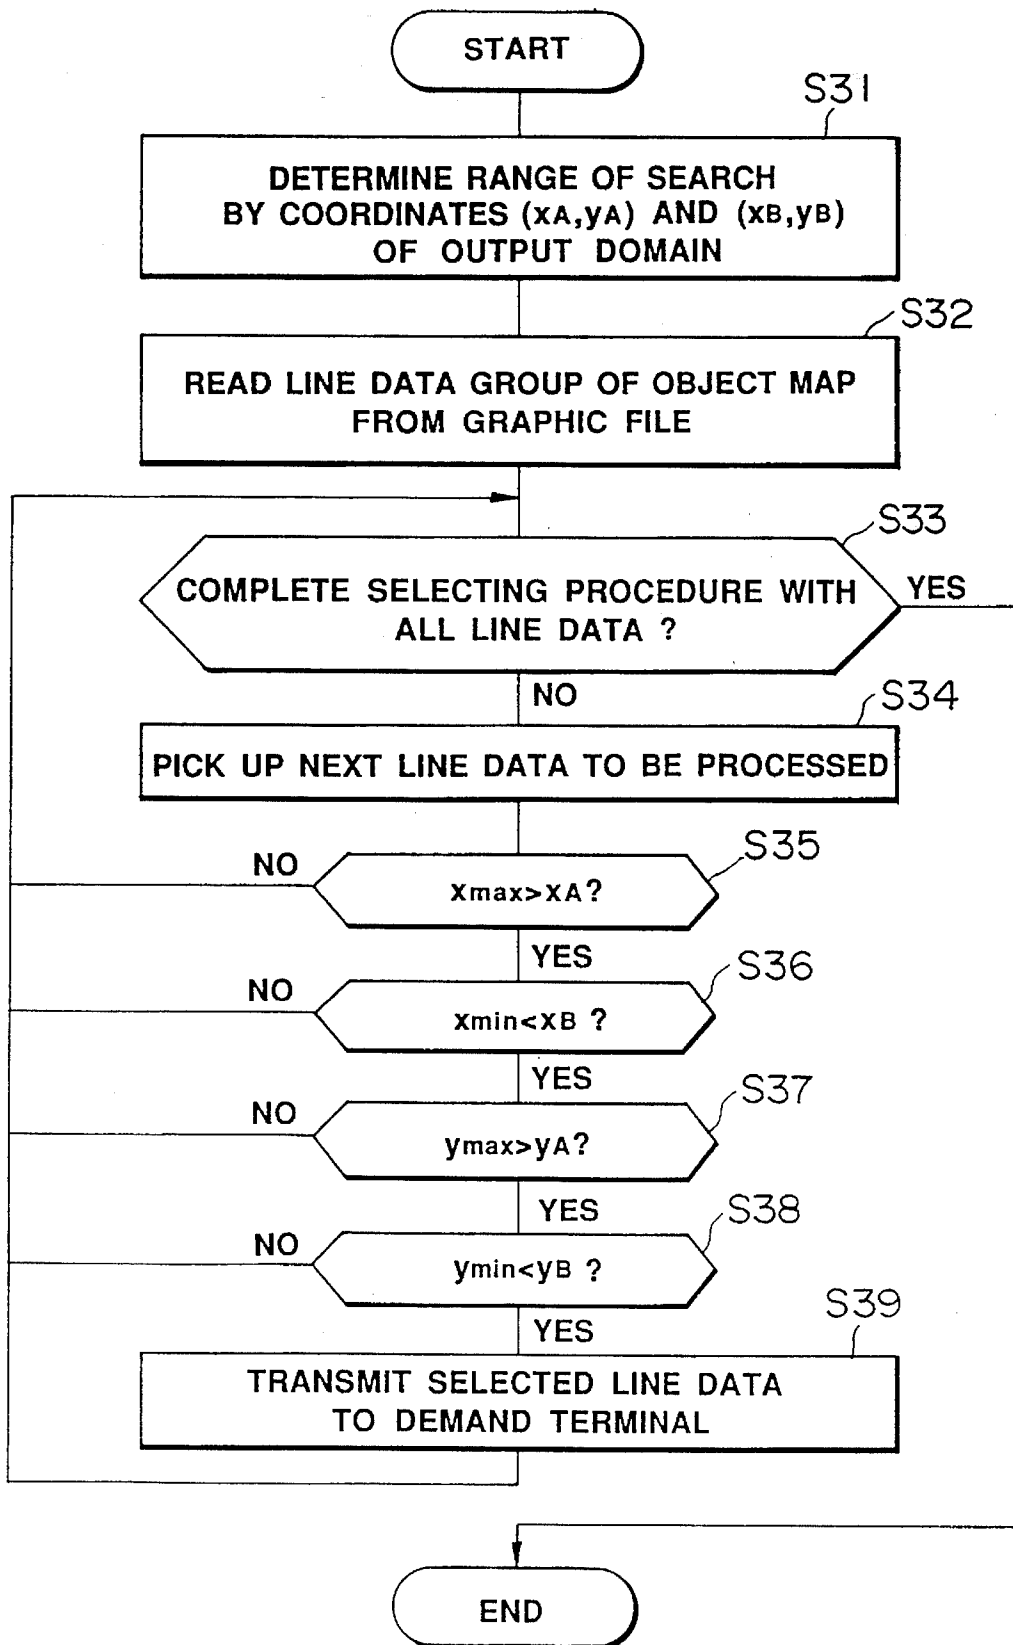 START
S31
DETERMINE RANGE OF SEARCH
BY COORDINATES (xA,yA) AND (xB,yB)
OF OUTPUT DOMAIN
S32
READ LINE DATA GROUP OF OBJECT MAP
FROM GRAPHIC FILE
S33
COMPLETE SELECTING PROCEDURE WITH
ALL LINE DATA ?
YES
NO
S34
PICK UP NEXT LINE DATA TO BE PROCESSED
S35
NO
xmax>xA?
YES
S36
NO
xmin<xB ?
YES
S37
NO
ymax>yA?
YES
S38
NO
ymin<yB ?
YES
S39
TRANSMIT SELECTED LINE DATA
TO DEMAND TERMINAL
END